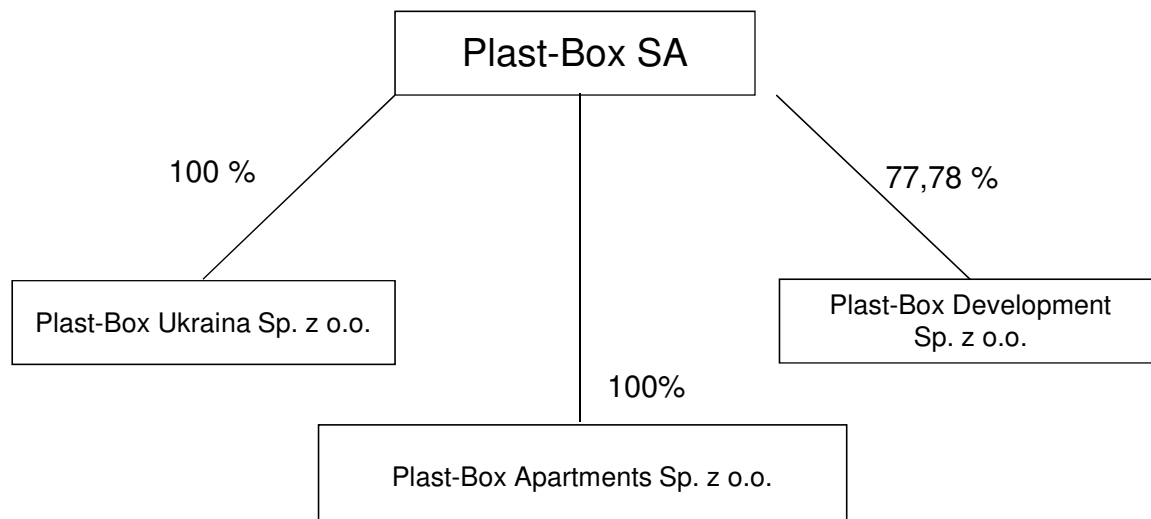 Plast-Box SA
100 %
77,78 %
Plast-Box Ukraina Sp. z o.o.
Plast-Box Development
Sp. z o.o.
100%
Plast-Box Apartments Sp. z o.o.